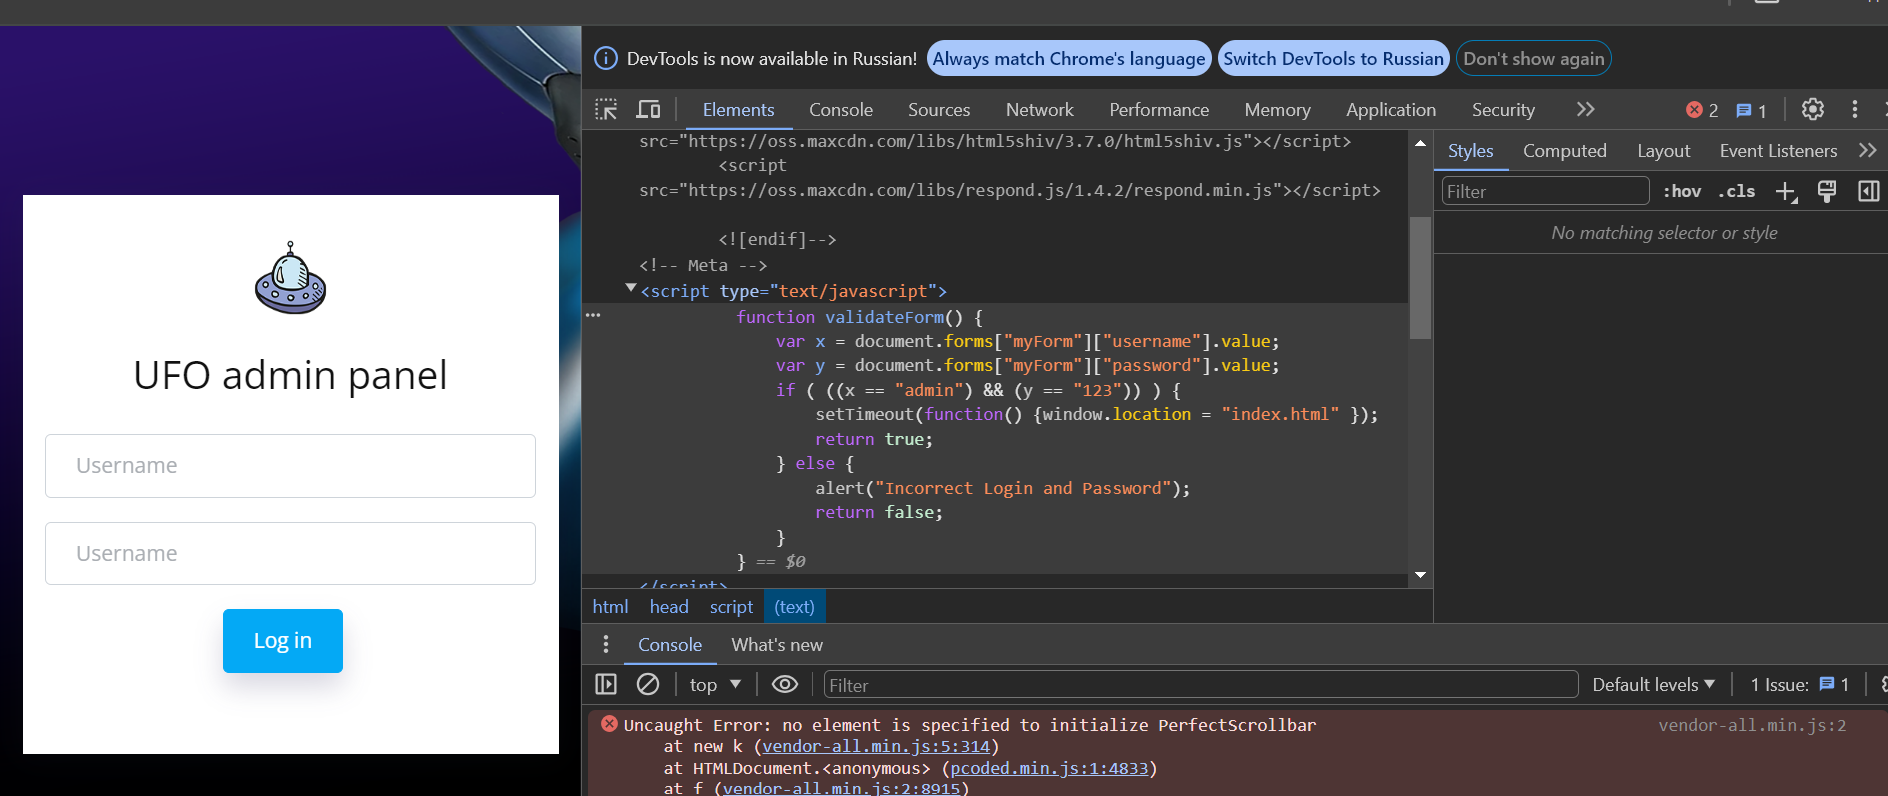 DevTools is now available in Russian! Always match Chrome's language Switch DevTools to Russian Don't show again
Elements Console Sources Network Performance Memory Application Security 2 1
src="https://oss.maxcdn.com/libs/html5shiv/3.7.0/html5shiv.js"></script>
<script
src="https://oss.maxcdn.com/libs/respond.js/1.4.2/respond.min.js"></script>
<![endif]-->
<!-- Meta -->
<script type="text/javascript">
function validateForm() {
var x = document.forms["myForm"]["username"].value;
var y = document.forms["myForm"]["password"].value;
if ( ((x == "admin") && (y == "123")) ) {
setTimeout(function() {window.location = "index.html" });
return true;
} else {
alert("Incorrect Login and Password");
return false;
}
} == $0
</script>
html head script (text)
Styles Computed Layout Event Listeners
Filter :hov .cls
No matching selector or style
UFO admin panel
Username
Username
Log in
Console What's new
top Filter Default levels 1 Issue: 1
Uncaught Error: no element is specified to initialize PerfectScrollbar vendor-all.min.js:2
at new k (vendor-all.min.js:5:314)
at HTMLDocument.<anonymous> (pcoded.min.js:1:4833)
at f (vendor-all.min.js:2:8915)